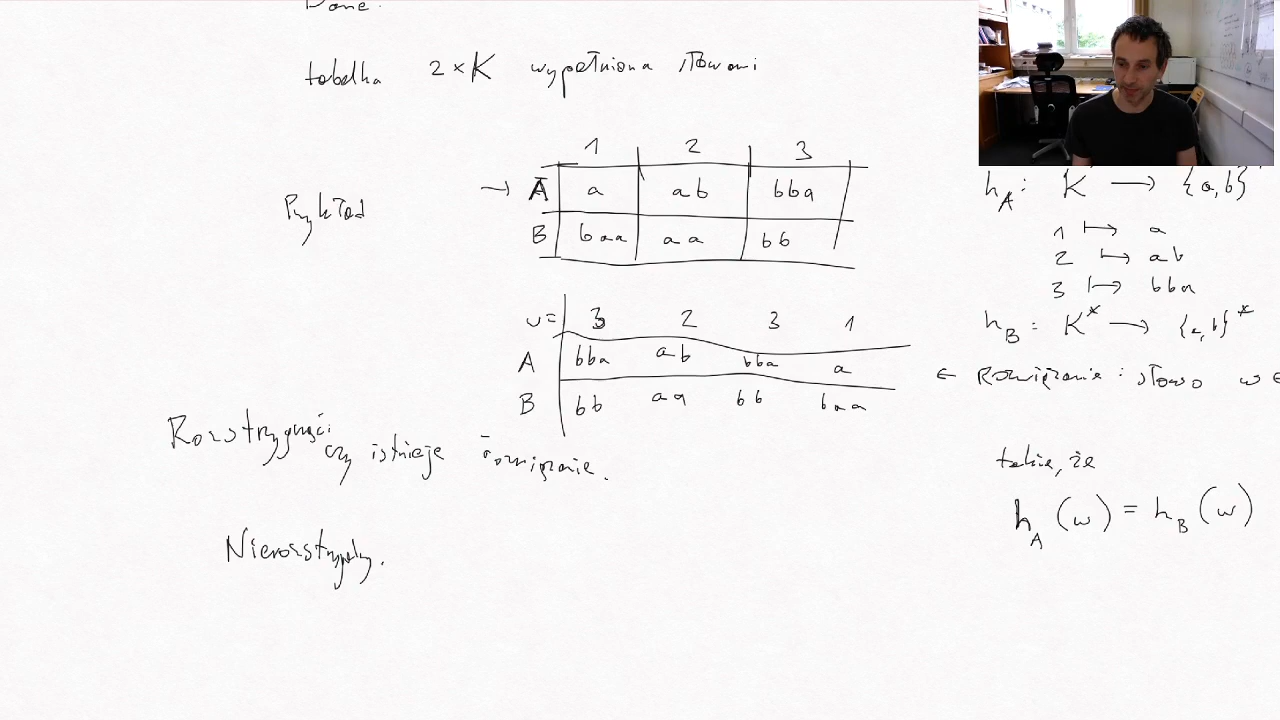 Dane:
tabelka 2 × K wypełniona słowami
Przykład
1 2 3
→ A a ab bba
B baa aa bb
w= 3 2 3 1
A bba ab bba a
B bb aa bb baa
Rozstrzygnąć: czy istnieje rozwiązanie.
Nierozstrzygalny.
h_A : K → {a,b}*
1 ↦ a
2 ↦ ab
3 ↦ bba
h_B : K* → {a,b}*
← Rozwiązanie: słowo w ∈
takie, że
h_A (w) = h_B (w)